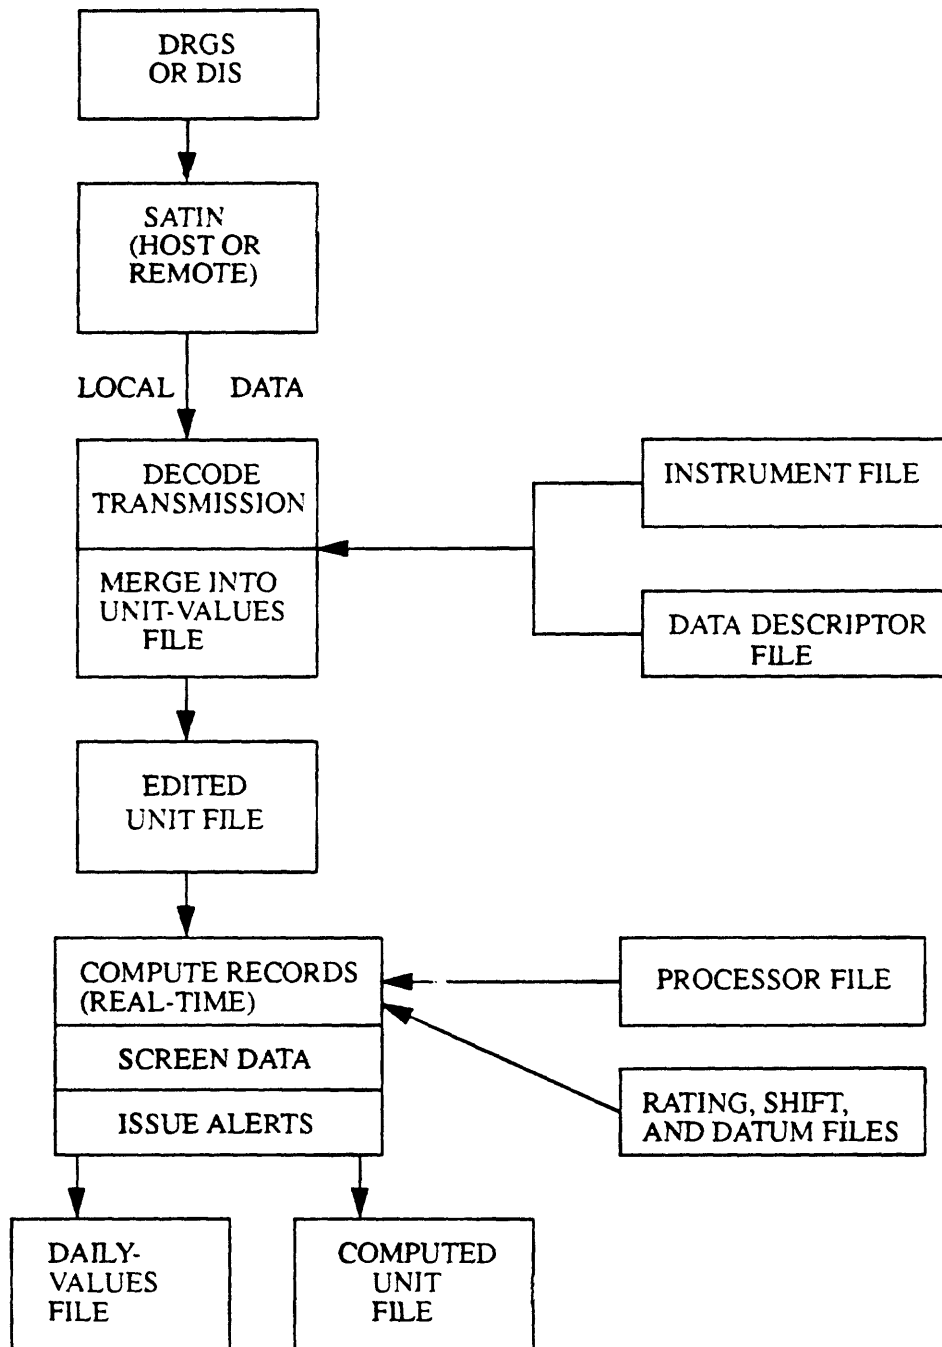 DRGS
OR DIS
SATIN
(HOST OR
REMOTE)
LOCAL DATA
DECODE
TRANSMISSION
INSTRUMENT FILE
MERGE INTO
UNIT-VALUES
FILE
DATA DESCRIPTOR
FILE
EDITED
UNIT FILE
COMPUTE RECORDS
(REAL-TIME)
PROCESSOR FILE
SCREEN DATA
ISSUE ALERTS
RATING, SHIFT,
AND DATUM FILES
DAILY-
VALUES
FILE
COMPUTED
UNIT
FILE